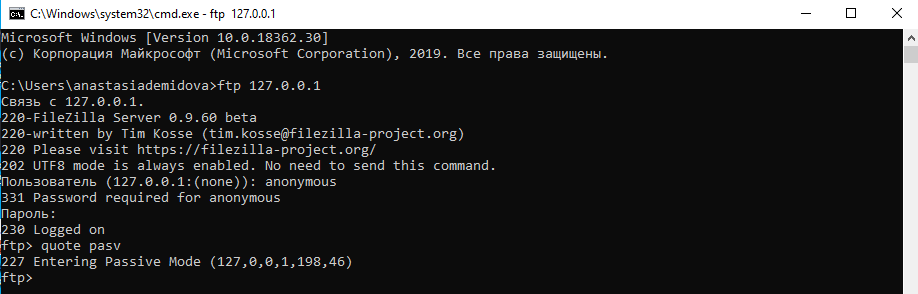 C:\Windows\system32\cmd.exe - ftp 127.0.0.1
Microsoft Windows [Version 10.0.18362.30]
(c) Корпорация Майкрософт (Microsoft Corporation), 2019. Все права защищены.
C:\Users\anastasiademidova>ftp 127.0.0.1
Связь с 127.0.0.1.
220-FileZilla Server 0.9.60 beta
220-written by Tim Kosse (tim.kosse@filezilla-project.org)
220 Please visit https://filezilla-project.org/
202 UTF8 mode is always enabled. No need to send this command.
Пользователь (127.0.0.1:(none)): anonymous
331 Password required for anonymous
Пароль:
230 Logged on
ftp> quote pasv
227 Entering Passive Mode (127,0,0,1,198,46)
ftp>